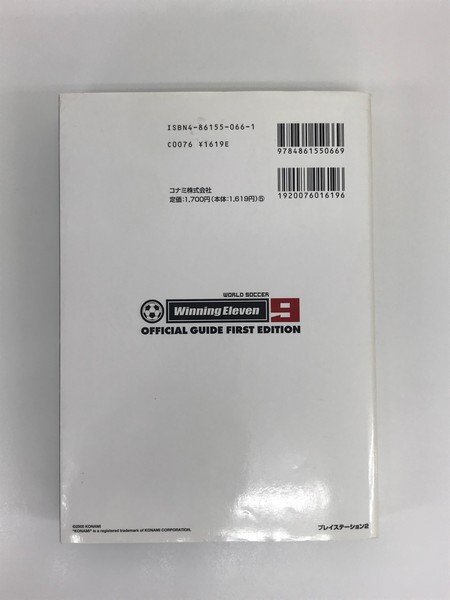 ISBN4-86155-066-1
C0076 ¥1619E
9784861550669
コナミ株式会社
定価:1,700円(本体:1,619円)⑤
1920076016196
WORLD SOCCER
Winning Eleven 9
OFFICIAL GUIDE FIRST EDITION
©2005 KONAMI
"KONAMI" is a registered trademark of KONAMI CORPORATION.
プレイステーション2